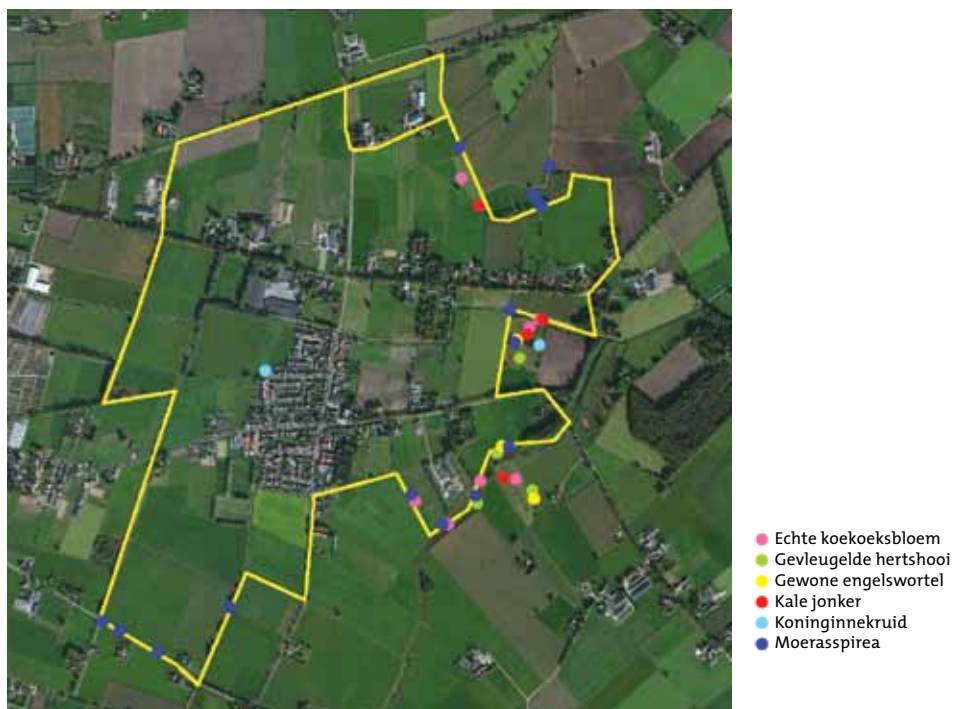 Echte koekoeksbloem
Gevleugelde hertshooi
Gewone engelswortel
Kale jonker
Koninginnekruid
Moerasspirea